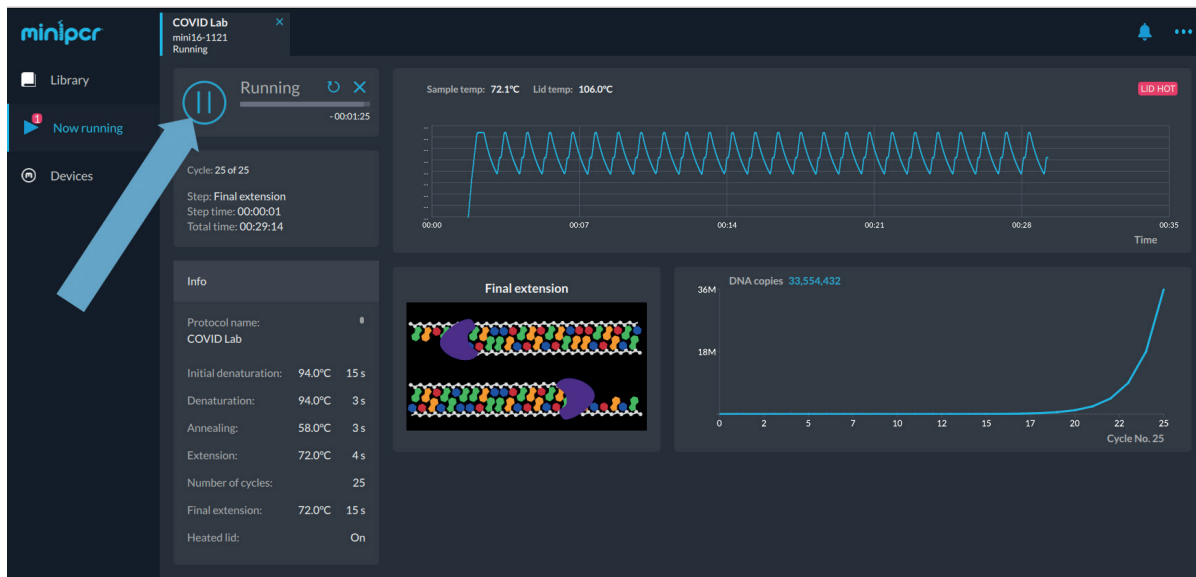 minipcr
Library
1
Now running
Devices
COVID Lab ×
mini16-1121
Running
Running
- 00:01:25
Cycle: 25 of 25
Step: Final extension
Step time: 00:00:01
Total time: 00:29:14
Info
Protocol name:
COVID Lab
Initial denaturation: 94.0°C 15 s
Denaturation: 94.0°C 3 s
Annealing: 58.0°C 3 s
Extension: 72.0°C 4 s
Number of cycles: 25
Final extension: 72.0°C 15 s
Heated lid: On
Sample temp: 72.1°C Lid temp: 106.0°C
LID HOT
00:00 00:07 00:14 00:21 00:28 00:35
Time
Final extension
DNA copies 33,554,432
36M
18M
0 2 5 7 10 12 15 17 20 22 25
Cycle No. 25